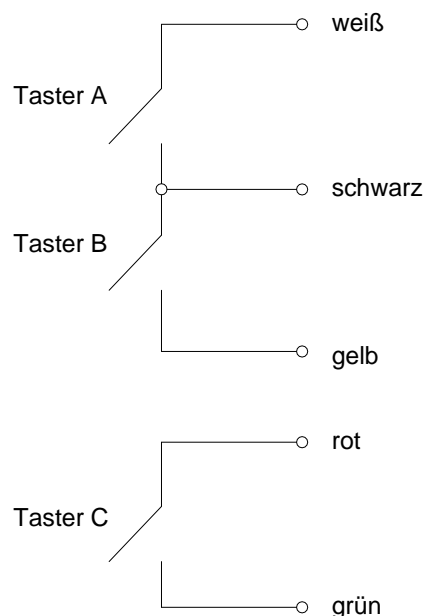 weiß
Taster A
schwarz
Taster B
gelb
rot
Taster C
grün